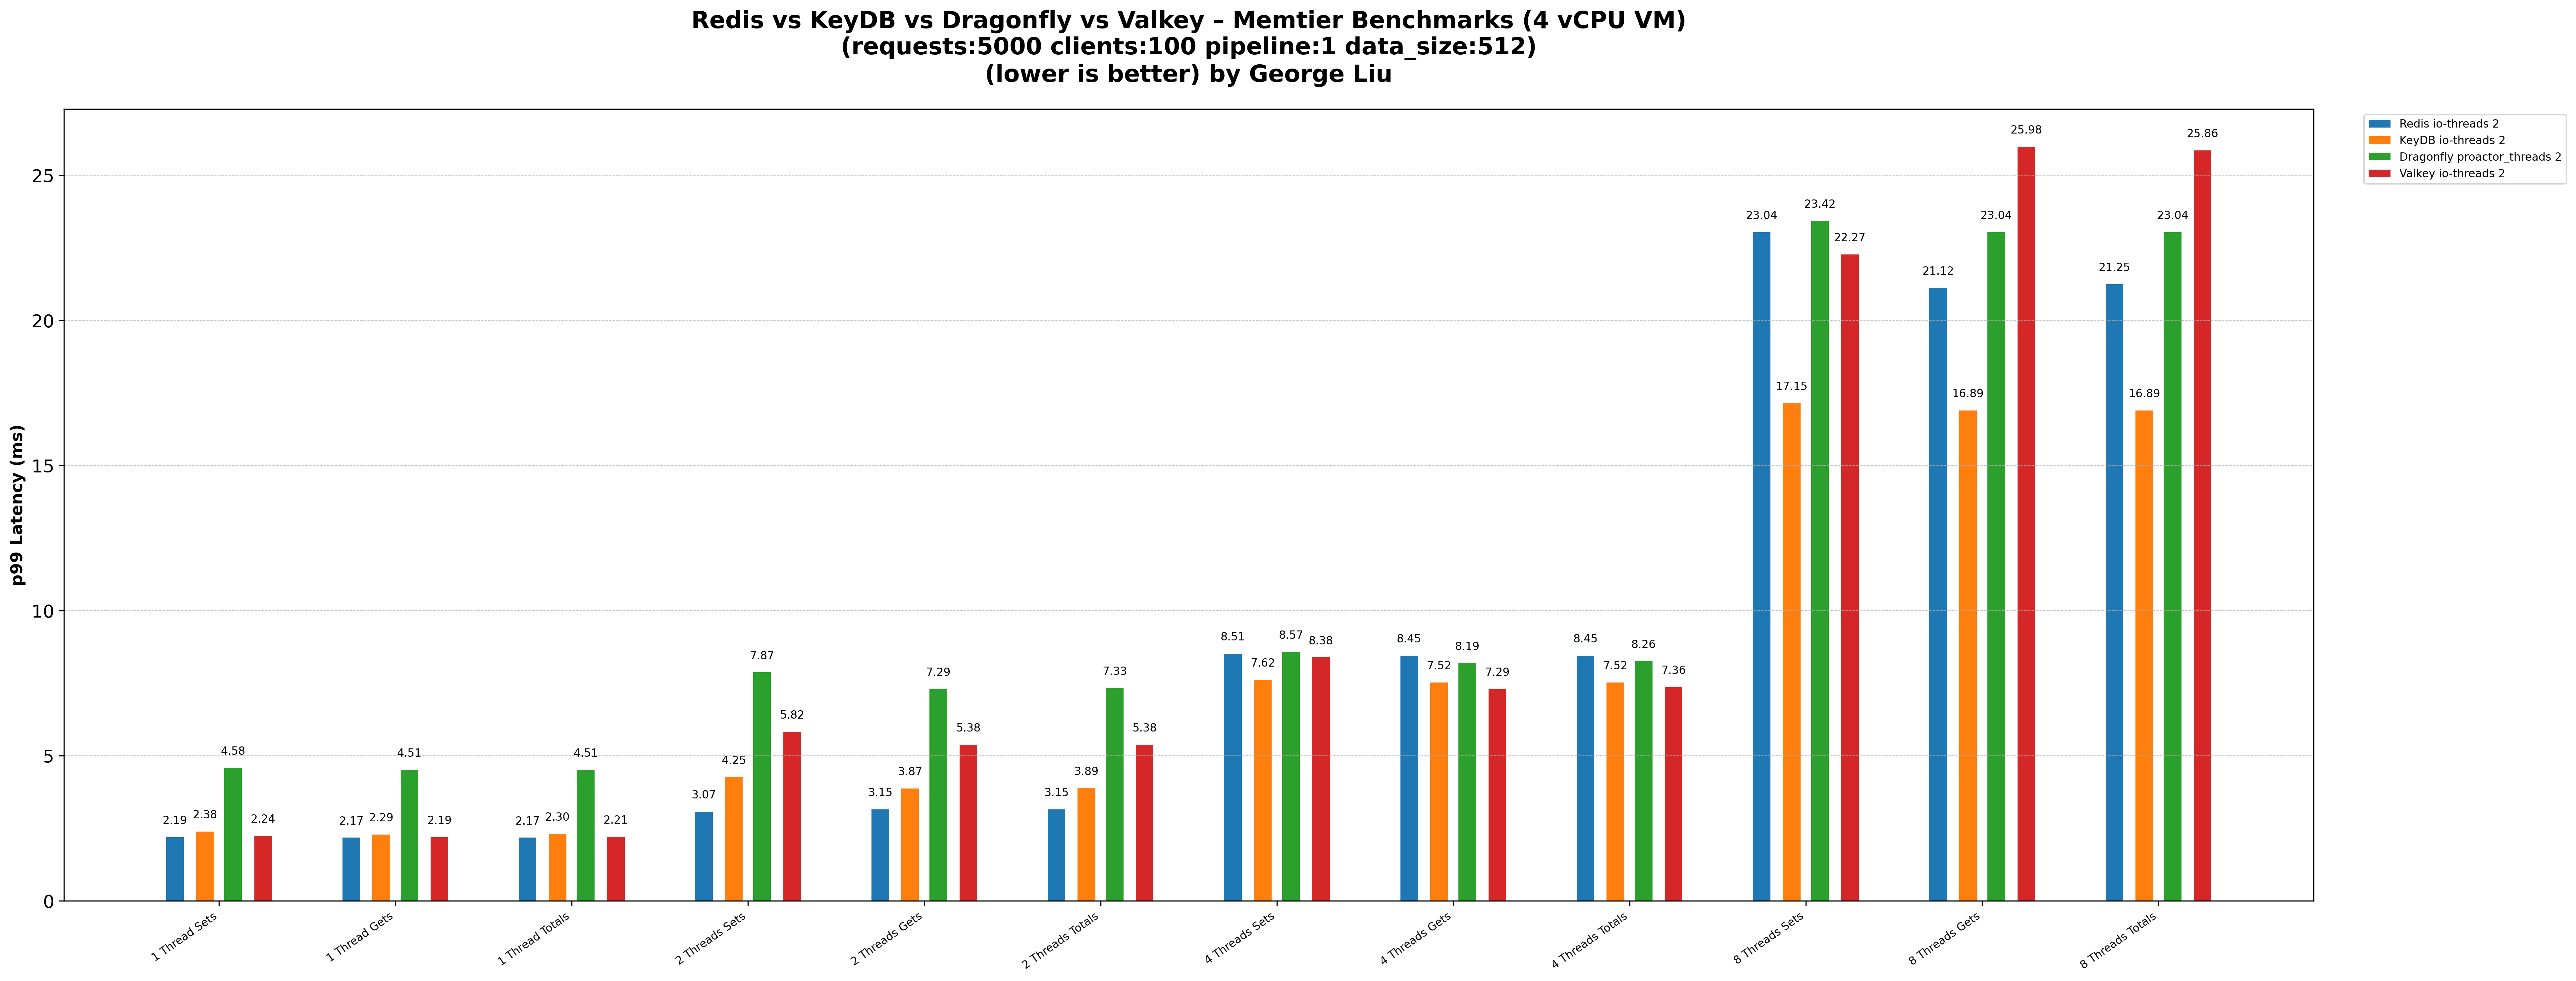 Redis vs KeyDB vs Dragonfly vs Valkey – Memtier Benchmarks (4 vCPU VM)
(requests:5000 clients:100 pipeline:1 data_size:512)
(lower is better) by George Liu
Redis io-threads 2
KeyDB io-threads 2
Dragonfly proactor_threads 2
Valkey io-threads 2
p99 Latency (ms)
25
20
15
10
5
0
2.19
2.38
4.58
2.24
2.17
2.29
4.51
2.19
2.17
2.30
4.51
2.21
3.07
4.25
7.87
5.82
3.15
3.87
7.29
5.38
3.15
3.89
7.33
5.38
8.51
7.62
8.57
8.38
8.45
7.52
8.19
7.29
8.45
7.52
8.26
7.36
23.04
17.15
23.42
22.27
21.12
16.89
23.04
25.98
21.25
16.89
23.04
25.86
1 Thread Sets
1 Thread Gets
1 Thread Totals
2 Threads Sets
2 Threads Gets
2 Threads Totals
4 Threads Sets
4 Threads Gets
4 Threads Totals
8 Threads Sets
8 Threads Gets
8 Threads Totals